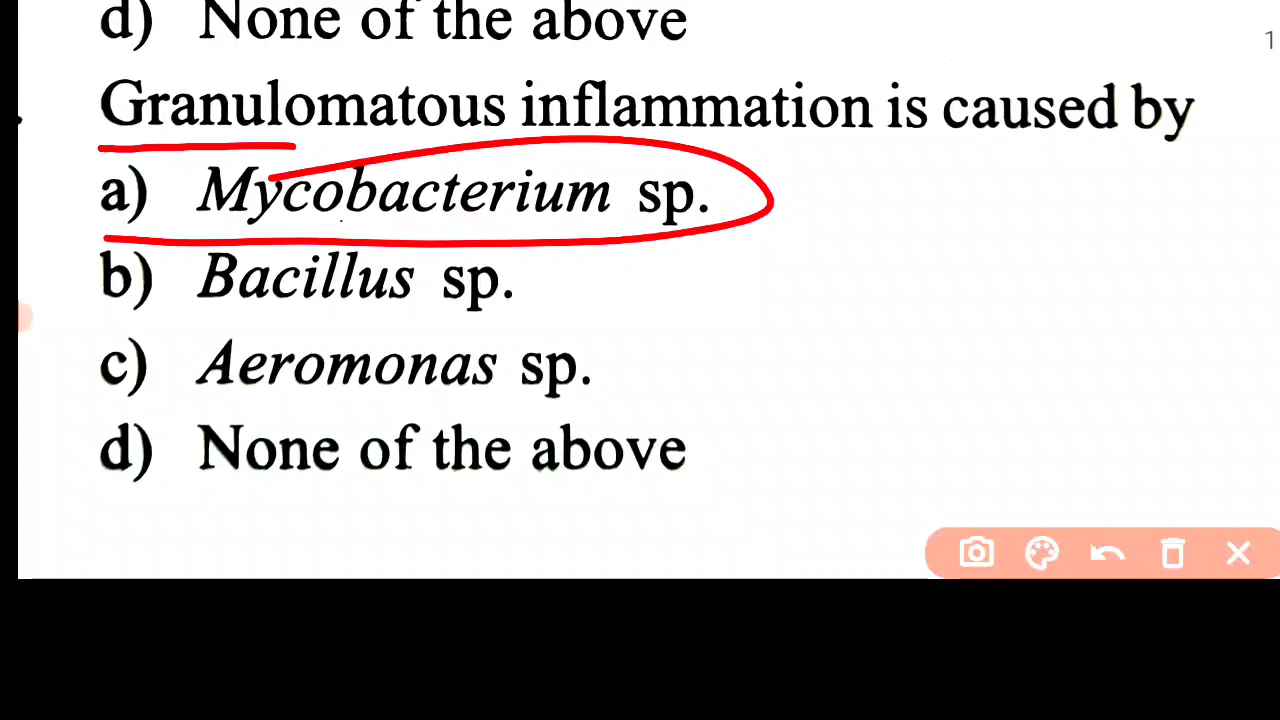 d) None of the above
Granulomatous inflammation is caused by
a) Mycobacterium sp.
b) Bacillus sp.
c) Aeromonas sp.
d) None of the above
1